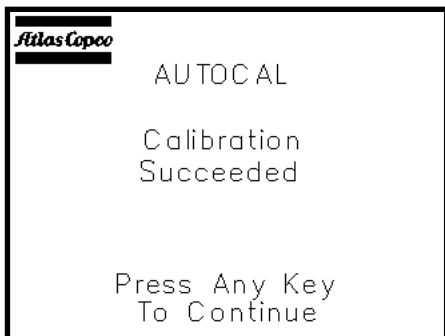 Atlas Copco
AUTOCAL
Calibration
Succeeded
Press Any Key
To Continue